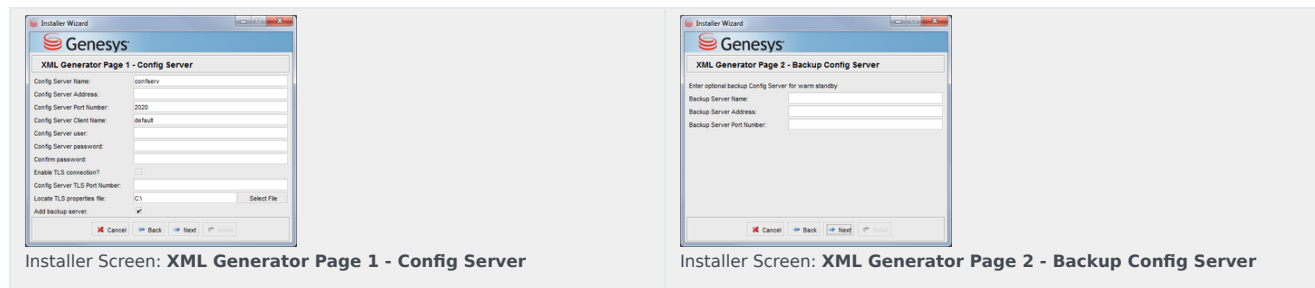 Installer Wizard
Genesys
XML Generator Page 1 - Config Server
Config Server Name: confserv
Config Server Address:
Config Server Port Number: 2020
Config Server Client Name: default
Config Server user:
Config Server password:
Confirm password:
Enable TLS connection?
Config Server TLS Port Number:
Locate TLS properties file: C:\ Select File
Add backup server.
Cancel Back Next
Installer Screen: XML Generator Page 1 - Config Server
Installer Wizard
Genesys
XML Generator Page 2 - Backup Config Server
Enter optional backup Config Server for warm standby
Backup Server Name:
Backup Server Address:
Backup Server Port Number:
Cancel Back Next
Installer Screen: XML Generator Page 2 - Backup Config Server